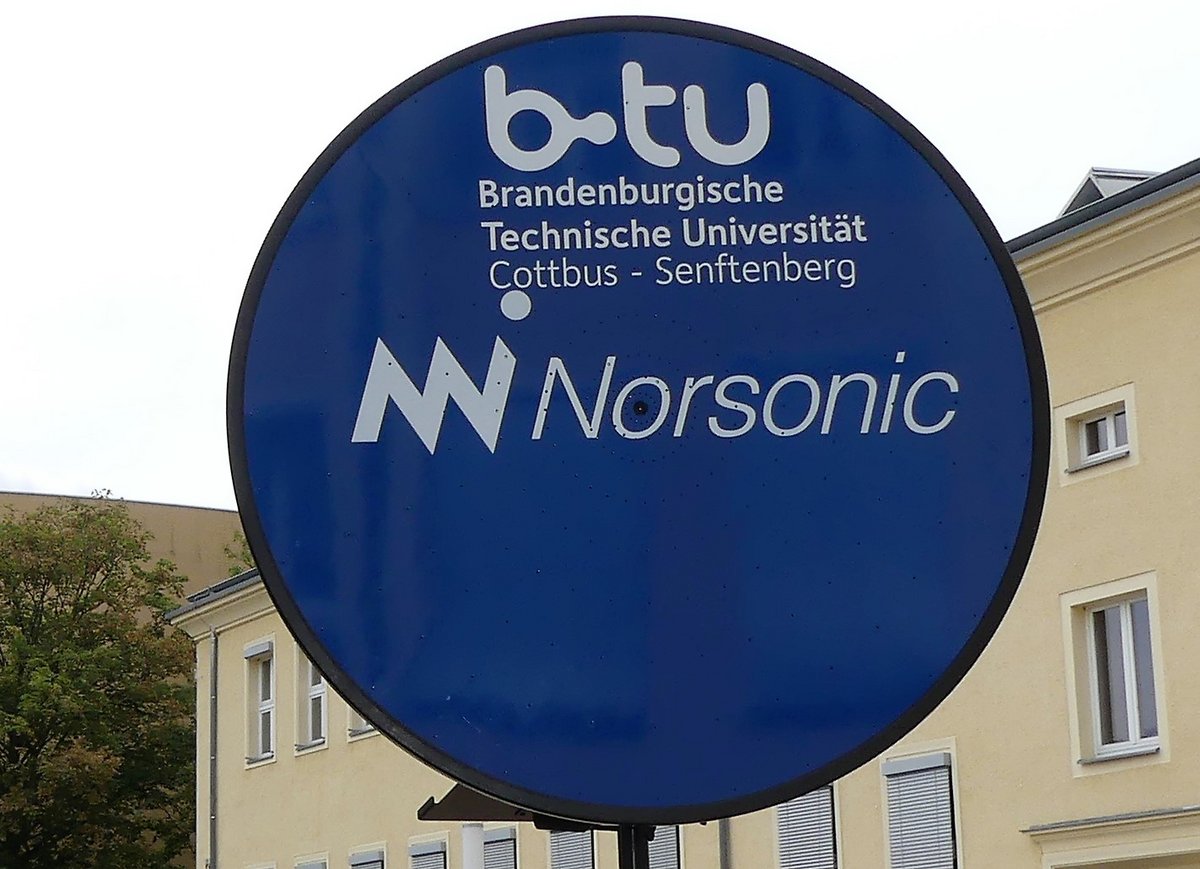 b-tu
Brandenburgische
Technische Universität
Cottbus - Senftenberg
Norsonic